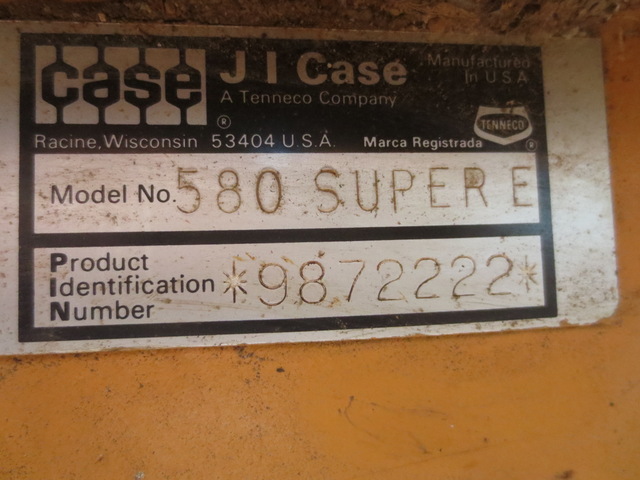 case J I Case
A Tenneco Company
Manufactured
In U S A
TENNECO
®
®
Racine, Wisconsin 53404 U.S.A. Marca Registrada
Model No. 580 SUPER E
Product
Identification
Number
*9872222*